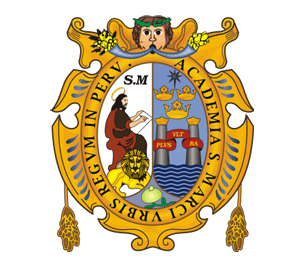 ACADEMIA S. MARCI VRBIS REGVM IN PERV
S.M
PLVS VLT RA